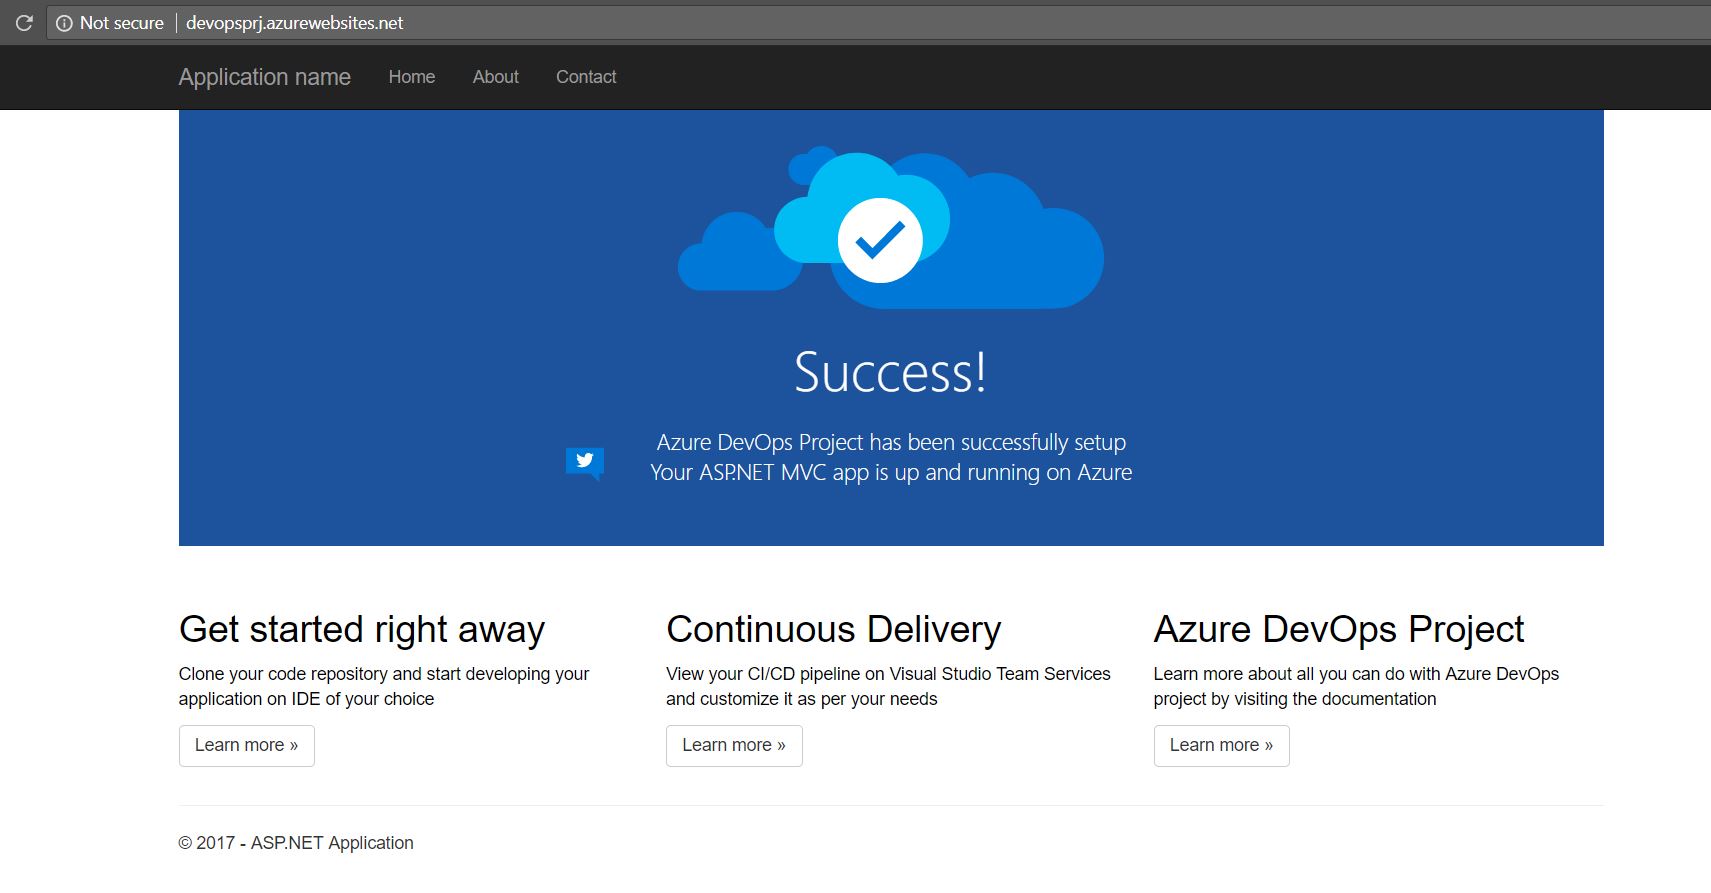 Not secure devopsprj.azurewebsites.net
Application name Home About Contact
Success!
Azure DevOps Project has been successfully setup
Your ASP.NET MVC app is up and running on Azure
Get started right away
Clone your code repository and start developing your
application on IDE of your choice
Learn more »
Continuous Delivery
View your CI/CD pipeline on Visual Studio Team Services
and customize it as per your needs
Learn more »
Azure DevOps Project
Learn more about all you can do with Azure DevOps
project by visiting the documentation
Learn more »
© 2017 - ASP.NET Application